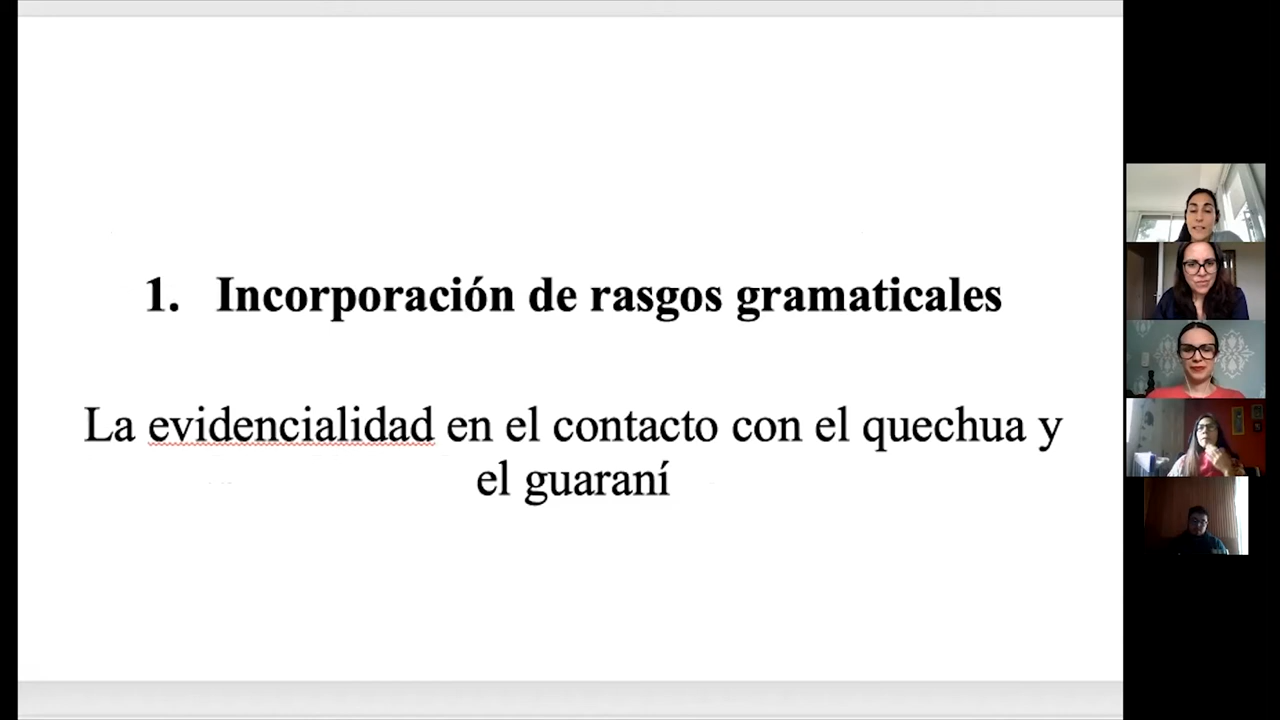 1. Incorporación de rasgos gramaticales
La evidencialidad en el contacto con el quechua y
el guaraní